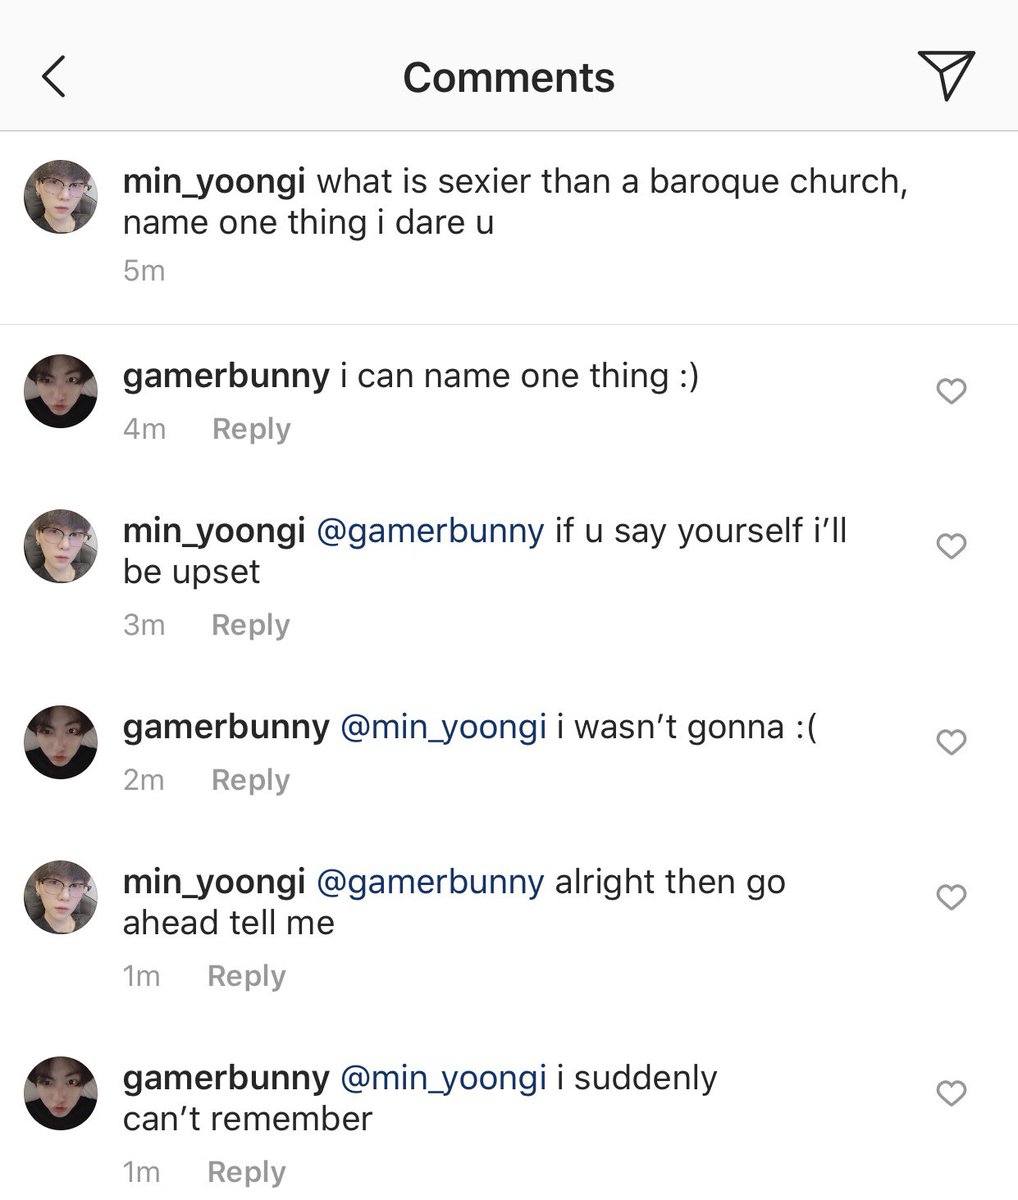 Comments
min_yoongi what is sexier than a baroque church,
name one thing i dare u
5m
gamerbunny i can name one thing :)
4m Reply
min_yoongi @gamerbunny if u say yourself i’ll
be upset
3m Reply
gamerbunny @min_yoongi i wasn’t gonna :(
2m Reply
min_yoongi @gamerbunny alright then go
ahead tell me
1m Reply
gamerbunny @min_yoongi i suddenly
can’t remember
1m Reply